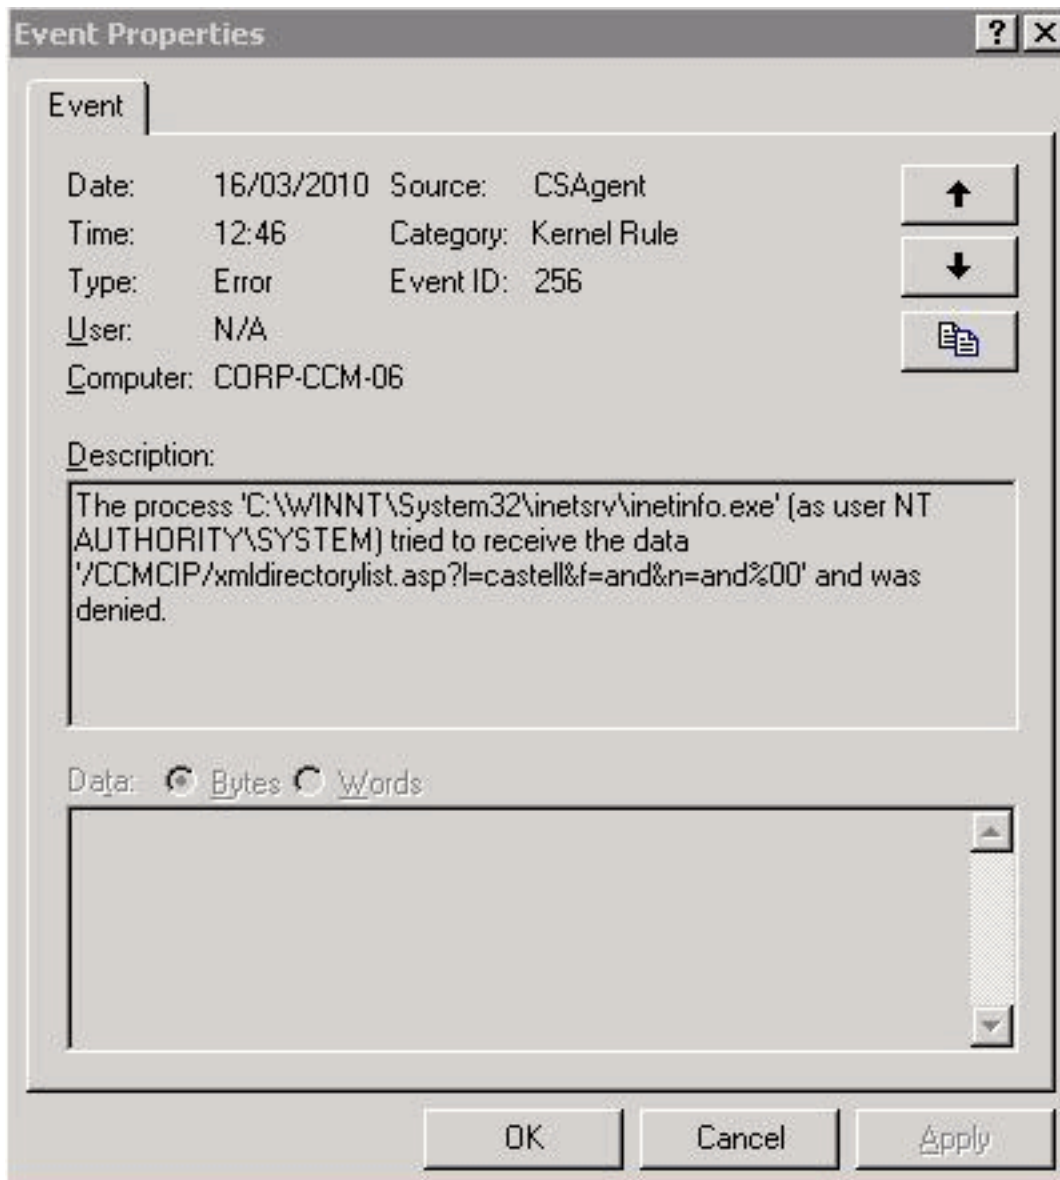 Event Properties
Event
Date: 16/03/2010 Source: CSAgent
Time: 12:46 Category: Kernel Rule
Type: Error Event ID: 256
User: N/A
Computer: CORP-CCM-06
Description:
The process 'C:\WINNT\System32\inetsrv\inetinfo.exe' (as user NT
AUTHORITY\SYSTEM) tried to receive the data
'/CCMCIP/xmldirectorylist.asp?l=castell&f=and&n=and%00' and was
denied.
Data: Bytes Words
OK Cancel Apply